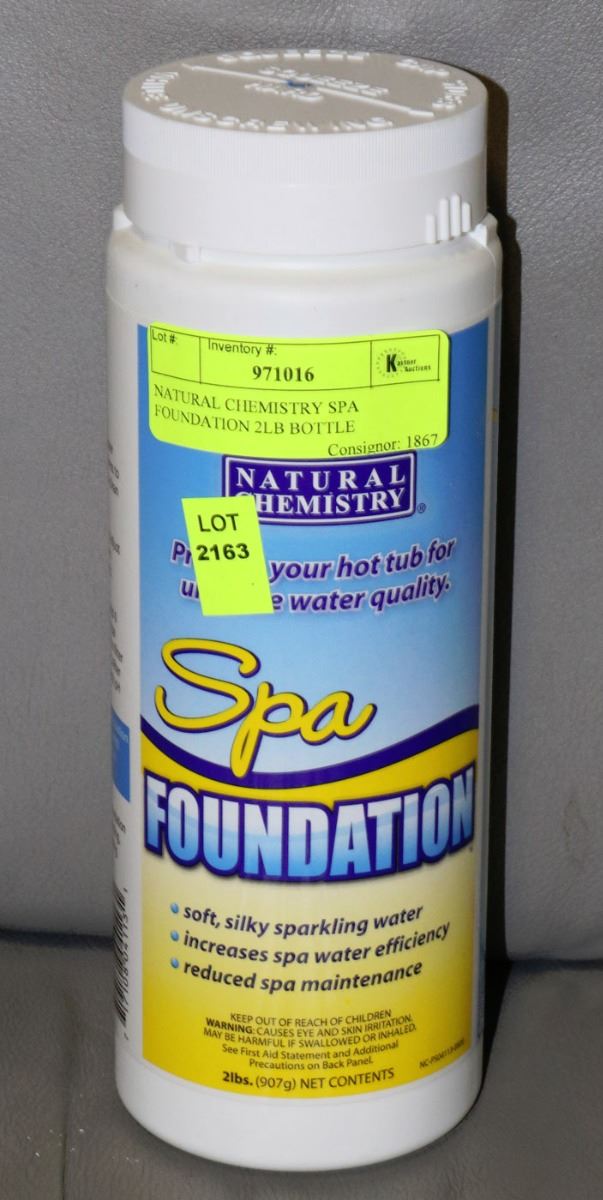 Lot #:
Inventory #:
971016
Kastner
Auctions
NATURAL CHEMISTRY SPA
FOUNDATION 2LB BOTTLE
Consignor: 1867
NATURAL
CHEMISTRY®
LOT
2163
your hot tub for
water quality.
Spa
FOUNDATION
• soft, silky sparkling water
• increases spa water efficiency
• reduced spa maintenance
KEEP OUT OF REACH OF CHILDREN
WARNING: CAUSES EYE AND SKIN IRRITATION.
MAY BE HARMFUL IF SWALLOWED OR INHALED.
See First Aid Statement and Additional
Precautions on Back Panel.
2lbs. (907g) NET CONTENTS